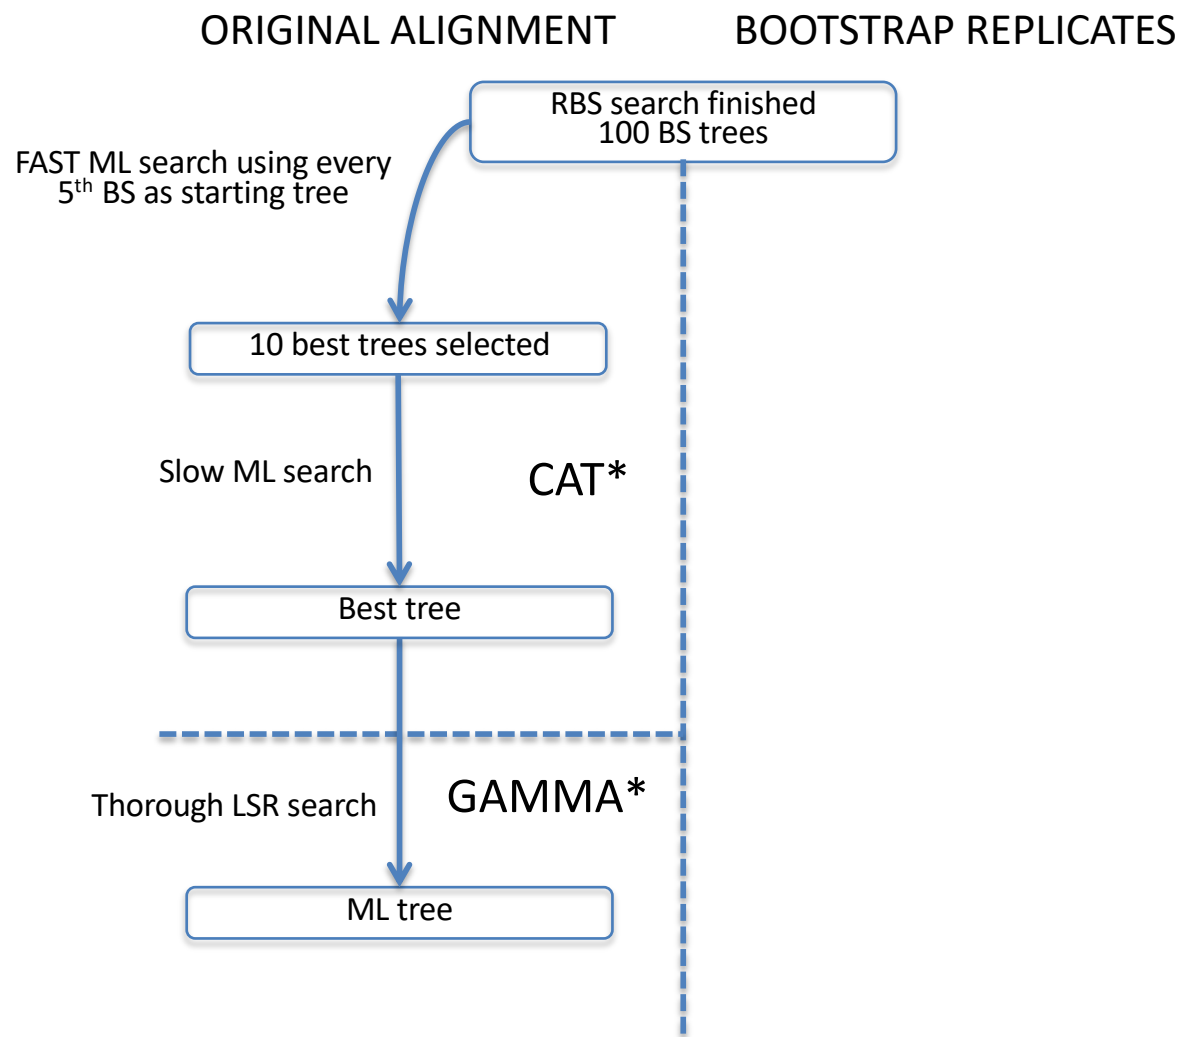 ORIGINAL ALIGNMENT
BOOTSTRAP REPLICATES
RBS search finished
100 BS trees
FAST ML search using every
5th BS as starting tree
10 best trees selected
Slow ML search
CAT*
Best tree
Thorough LSR search
GAMMA*
ML tree